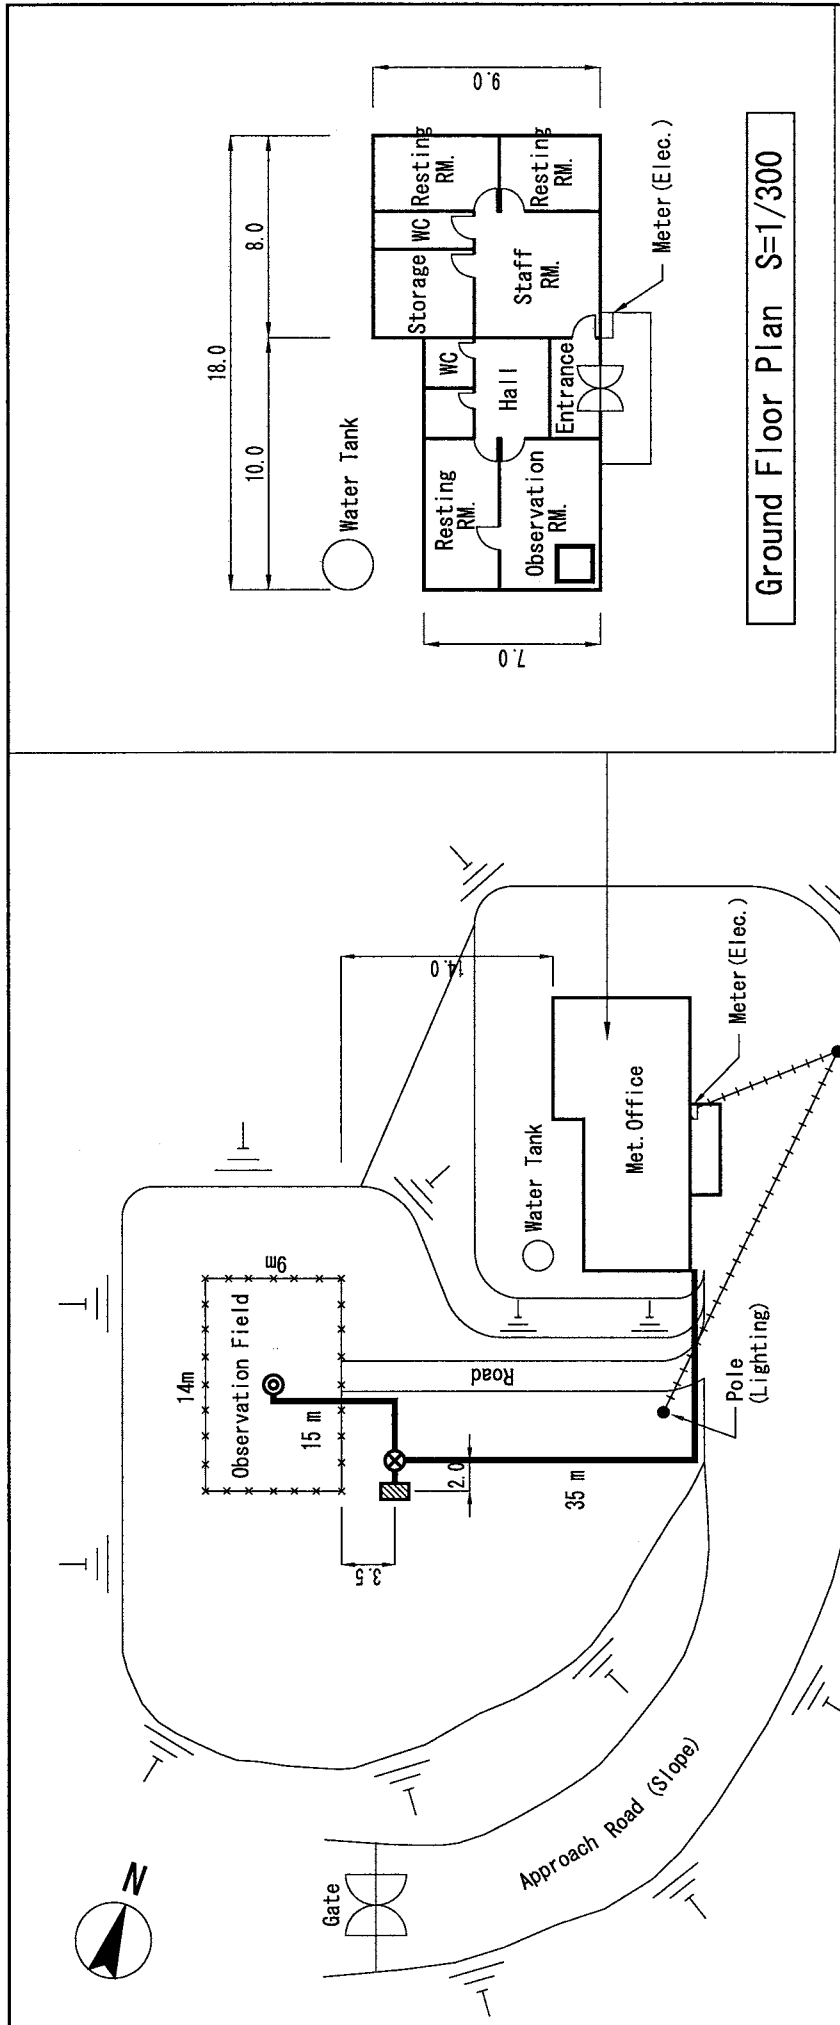 N
Gate
Approach Road (Slope)
3.5
2.0
35 m
15 m
14m
Observation Field
9m
Road
Pole
(Lighting)
Water Tank
Met. Office
Meter(Elec.)
14.0
18.0
10.0
8.0
Water Tank
7.0
9.0
Resting
RM.
Observation
RM.
WC
Hall
Entrance
Storage
WC
Staff
RM.
Resting
RM.
Resting
RM.
Meter(Elec.)
Ground Floor Plan S=1/300